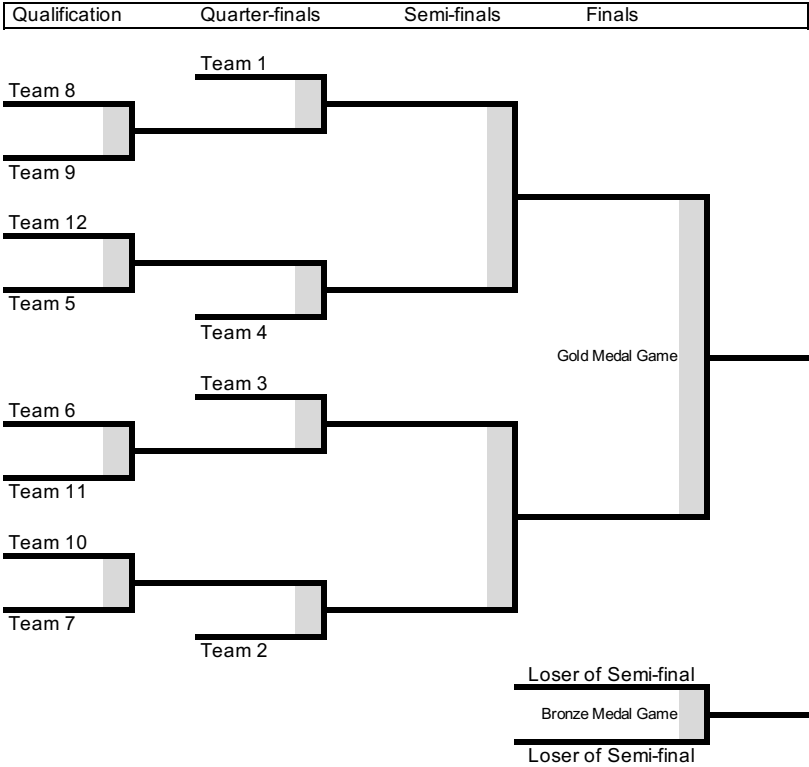 Qualification Quarter-finals Semi-finals Finals
Team 1
Team 8
Team 9
Team 12
Team 5
Team 4
Gold Medal Game
Team 3
Team 6
Team 11
Team 10
Team 7
Team 2
Loser of Semi-final
Bronze Medal Game
Loser of Semi-final